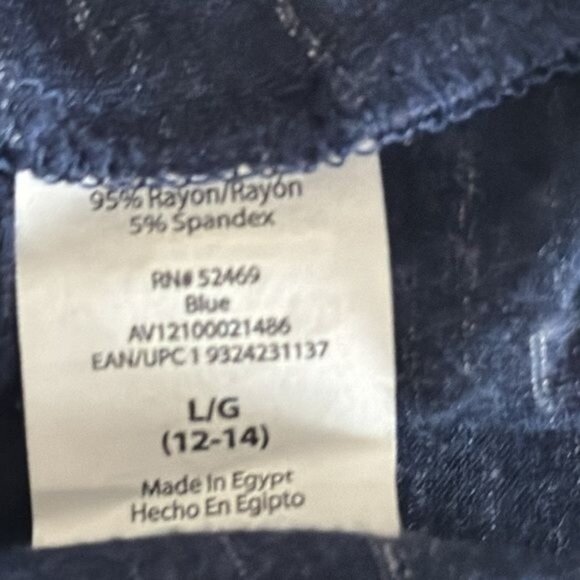 95% Rayon/Rayón
5% Spandex
RN# 52469
Blue
AV12100021486
EAN/UPC 1 9324231137
L/G
(12-14)
Made In Egypt
Hecho En Egipto